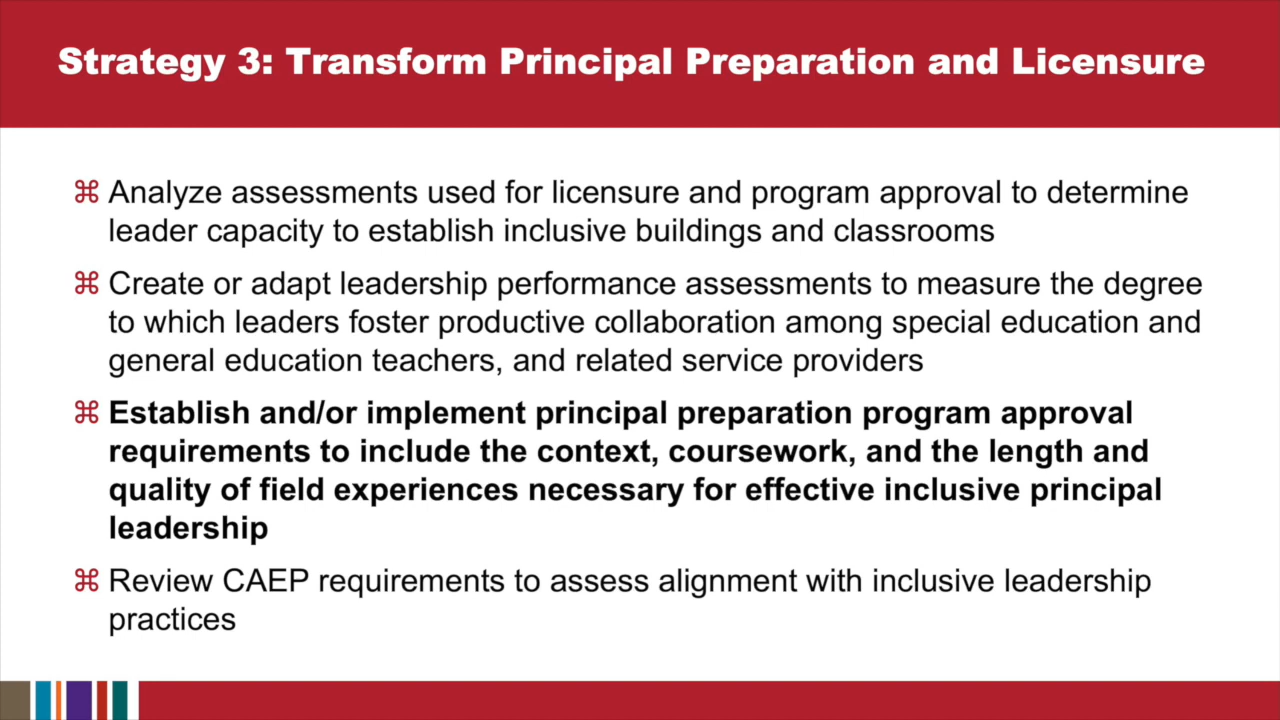 Strategy 3: Transform Principal Preparation and Licensure
⌘ Analyze assessments used for licensure and program approval to determine
leader capacity to establish inclusive buildings and classrooms
⌘ Create or adapt leadership performance assessments to measure the degree
to which leaders foster productive collaboration among special education and
general education teachers, and related service providers
⌘ Establish and/or implement principal preparation program approval
requirements to include the context, coursework, and the length and
quality of field experiences necessary for effective inclusive principal
leadership
⌘ Review CAEP requirements to assess alignment with inclusive leadership
practices